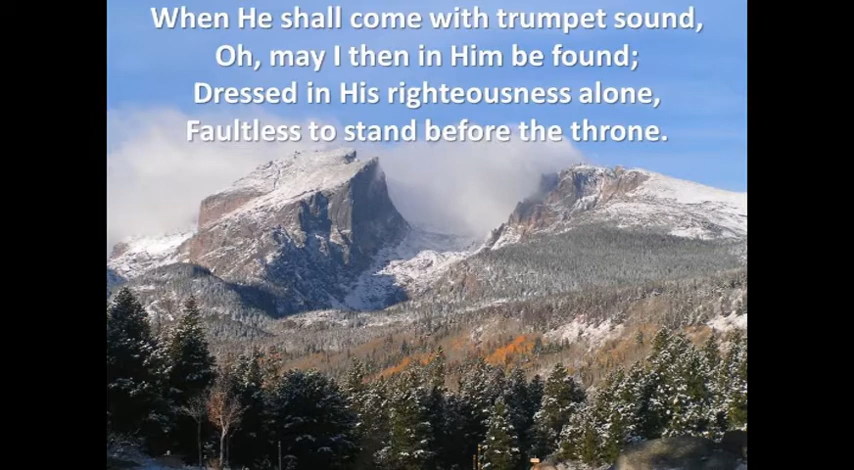 When He shall come with trumpet sound,
Oh, may I then in Him be found;
Dressed in His righteousness alone,
Faultless to stand before the throne.